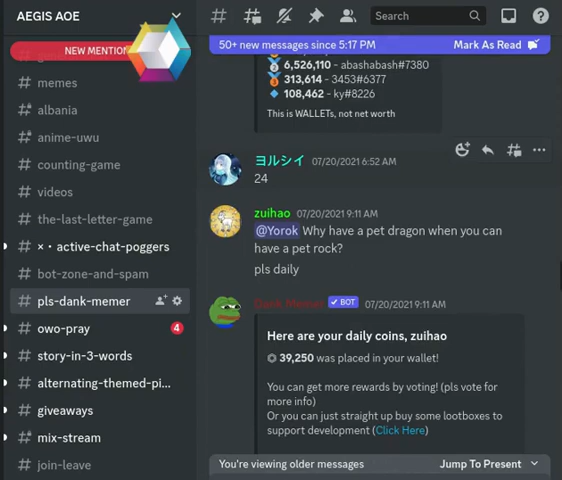 AEGIS AOE
Search
NEW MENTION
50+ new messages since 5:17 PM
Mark As Read
memes
albania
anime-uwu
counting-game
videos
the-last-letter-game
× • active-chat-poggers
bot-zone-and-spam
pls-dank-memer
owo-pray
4
story-in-3-words
alternating-themed-pi...
giveaways
mix-stream
join-leave
6,526,110 - abashabash#7380
313,614 - 3453#6377
108,462 - ky#8226
This is WALLETs, not net worth
ヨルシイ 07/20/2021 6:52 AM
24
zuihao 07/20/2021 9:11 AM
@Yorok Why have a pet dragon when you can
have a pet rock?
pls daily
Dank Memer BOT 07/20/2021 9:11 AM
Here are your daily coins, zuihao
39,250 was placed in your wallet!
You can get more rewards by voting! (pls vote for
more info)
Or you can just straight up buy some lootboxes to
support development (Click Here)
You're viewing older messages
Jump To Present